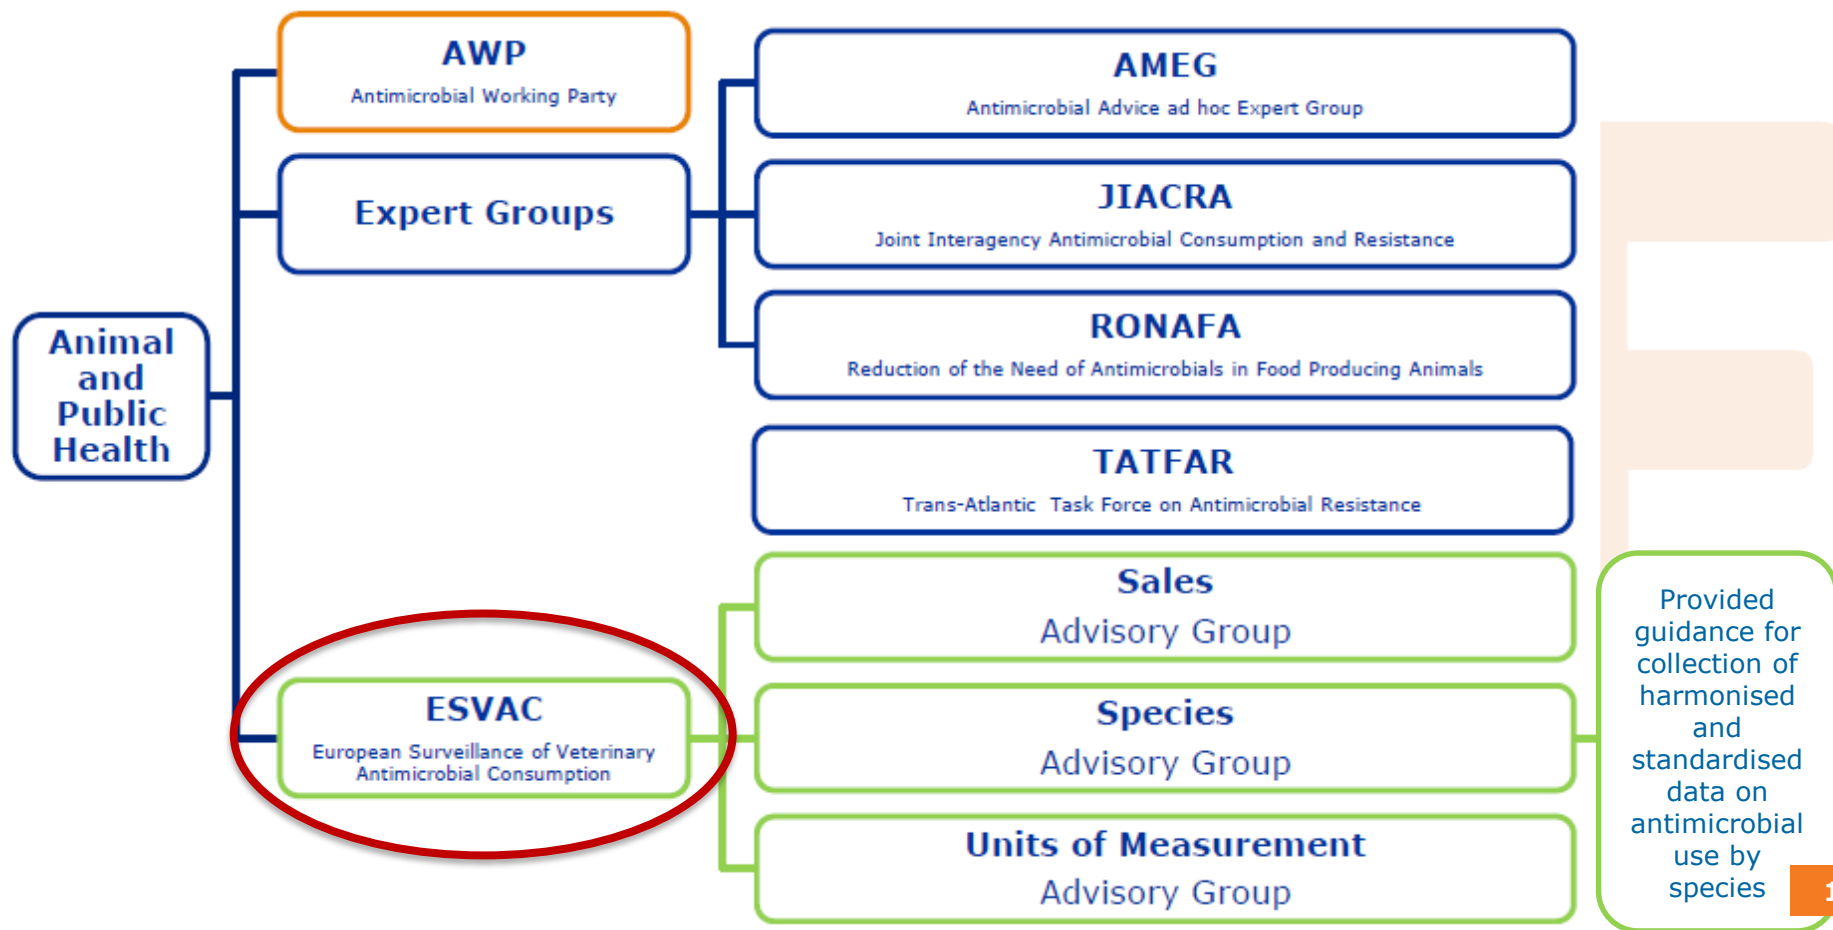 AWP
Antimicrobial Working Party
Expert Groups
AMEG
Antimicrobial Advice ad hoc Expert Group
JIACRA
Joint Interagency Antimicrobial Consumption and Resistance
RONAFA
Reduction of the Need of Antimicrobials in Food Producing Animals
Animal
and
Public
Health
TATFAR
Trans-Atlantic Task Force on Antimicrobial Resistance
ESVAC
European Surveillance of Veterinary
Antimicrobial Consumption
Sales
Advisory Group
Species
Advisory Group
Units of Measurement
Advisory Group
Provided
guidance for
collection of
harmonised
and
standardised
data on
antimicrobial
use by
species